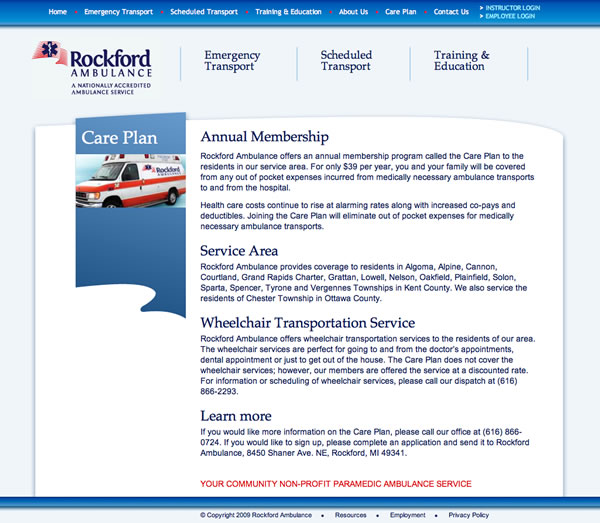 Home • Emergency Transport • Scheduled Transport • Training & Education • About Us • Care Plan • Contact Us
> INSTRUCTOR LOGIN
> EMPLOYEE LOGIN
Rockford
AMBULANCE
A NATIONALLY ACCREDITED
AMBULANCE SERVICE
Emergency
Transport
Scheduled
Transport
Training &
Education
Care Plan
Rockford
Annual Membership
Rockford Ambulance offers an annual membership program called the Care Plan to the
residents in our service area. For only $39 per year, you and your family will be covered
from any out of pocket expenses incurred from medically necessary ambulance transports
to and from the hospital.
Health care costs continue to rise at alarming rates along with increased co-pays and
deductibles. Joining the Care Plan will eliminate out of pocket expenses for medically
necessary ambulance transports.
Service Area
Rockford Ambulance provides coverage to residents in Algoma, Alpine, Cannon,
Courtland, Grand Rapids Charter, Grattan, Lowell, Nelson, Oakfield, Plainfield, Solon,
Sparta, Spencer, Tyrone and Vergennes Townships in Kent County. We also service the
residents of Chester Township in Ottawa County.
Wheelchair Transportation Service
Rockford Ambulance offers wheelchair transportation services to the residents of our area.
The wheelchair services are perfect for going to and from the doctor's appointments,
dental appointment or just to get out of the house. The Care Plan does not cover the
wheelchair services; however, our members are offered the service at a discounted rate.
For information or scheduling of wheelchair services, please call our dispatch at (616)
866-2293.
Learn more
If you would like more information on the Care Plan, please call our office at (616) 866-
0724. If you would like to sign up, please complete an application and send it to Rockford
Ambulance, 8450 Shaner Ave. NE, Rockford, MI 49341.
YOUR COMMUNITY NON-PROFIT PARAMEDIC AMBULANCE SERVICE
© Copyright 2009 Rockford Ambulance • Resources • Employment • Privacy Policy